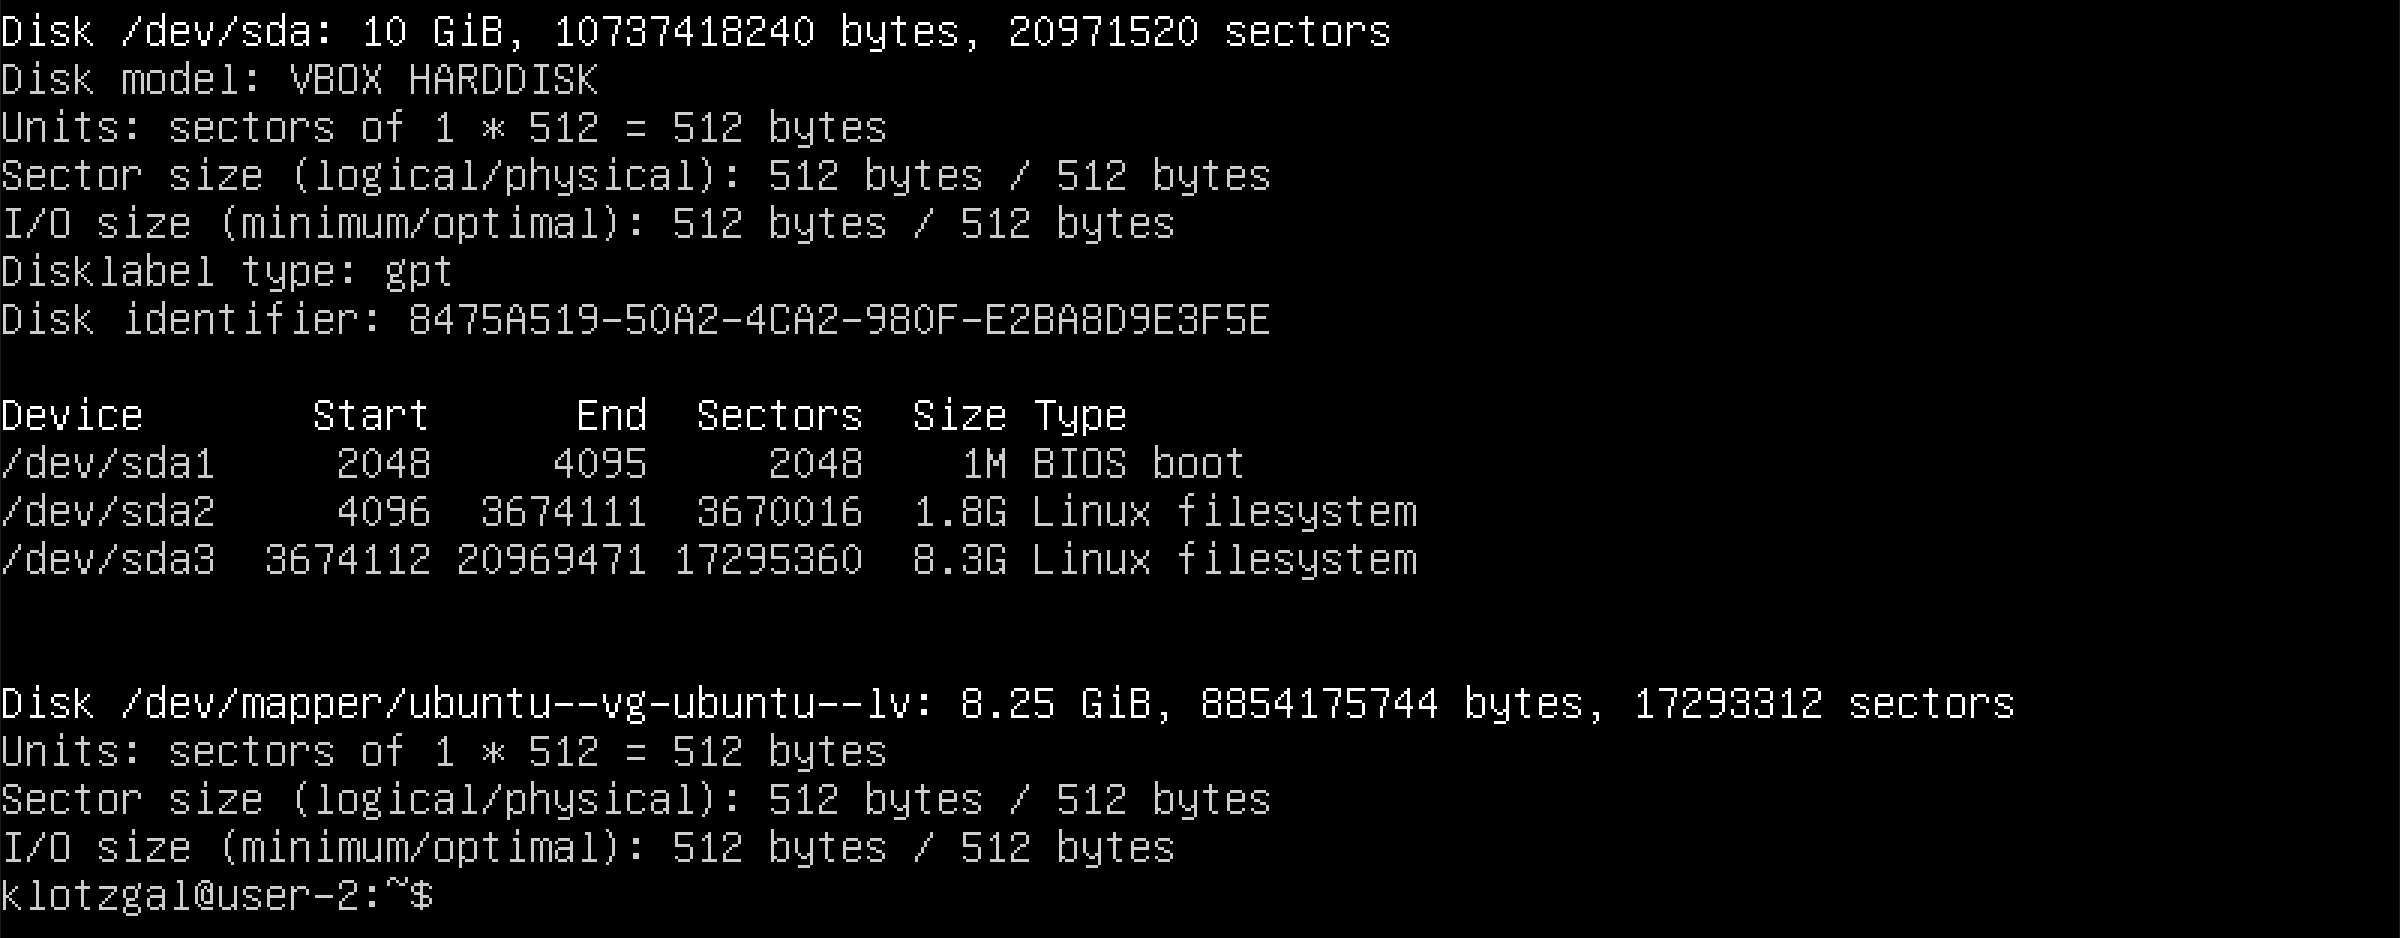 Disk /dev/sda: 10 GiB, 10737418240 bytes, 20971520 sectors
Disk model: VBOX HARDDISK
Units: sectors of 1 * 512 = 512 bytes
Sector size (logical/physical): 512 bytes / 512 bytes
I/O size (minimum/optimal): 512 bytes / 512 bytes
Disklabel type: gpt
Disk identifier: 8475A519-50A2-4CA2-980F-E2BA8D9E3F5E
Device       Start      End  Sectors  Size Type
/dev/sda1     2048     4095     2048    1M BIOS boot
/dev/sda2     4096  3674111  3670016  1.8G Linux filesystem
/dev/sda3  3674112 20969471 17295360  8.3G Linux filesystem
Disk /dev/mapper/ubuntu--vg-ubuntu--lv: 8.25 GiB, 8854175744 bytes, 17293312 sectors
Units: sectors of 1 * 512 = 512 bytes
Sector size (logical/physical): 512 bytes / 512 bytes
I/O size (minimum/optimal): 512 bytes / 512 bytes
klotzgal@user-2:~$